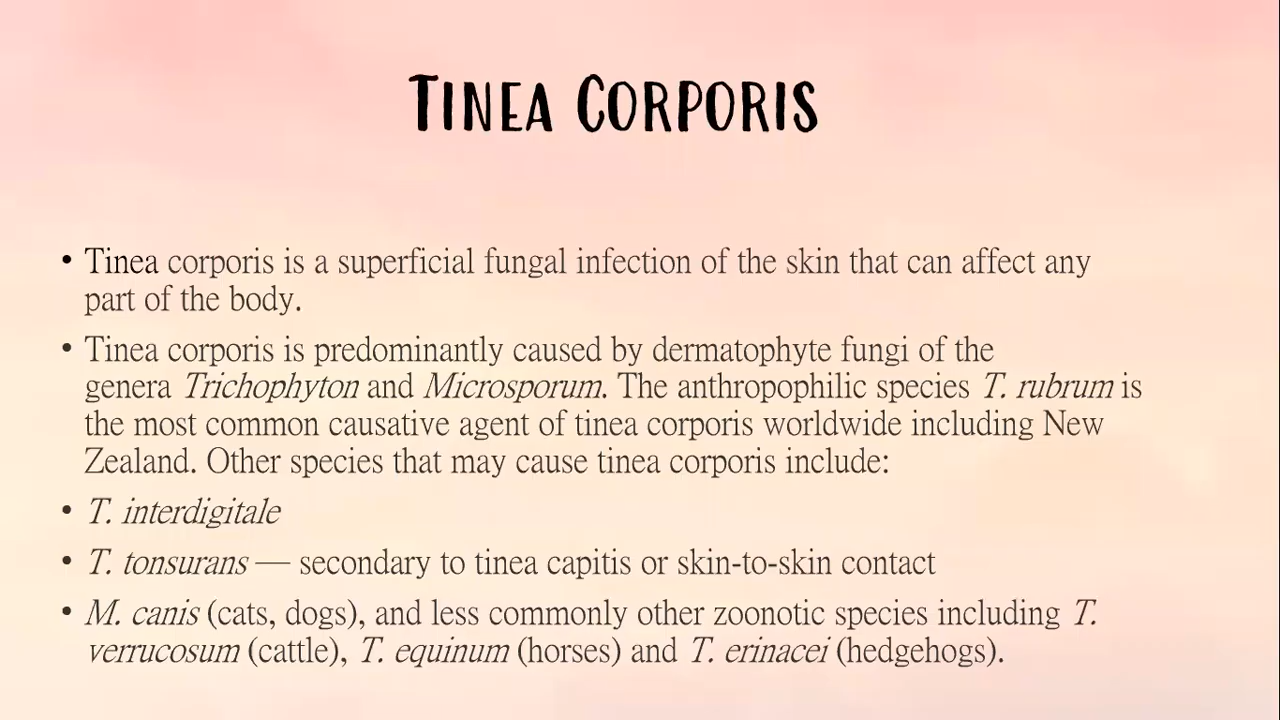 Tinea Corporis
• Tinea corporis is a superficial fungal infection of the skin that can affect any
part of the body.
• Tinea corporis is predominantly caused by dermatophyte fungi of the
genera Trichophyton and Microsporum. The anthropophilic species T. rubrum is
the most common causative agent of tinea corporis worldwide including New
Zealand. Other species that may cause tinea corporis include:
• T. interdigitale
• T. tonsurans — secondary to tinea capitis or skin-to-skin contact
• M. canis (cats, dogs), and less commonly other zoonotic species including T.
verrucosum (cattle), T. equinum (horses) and T. erinacei (hedgehogs).